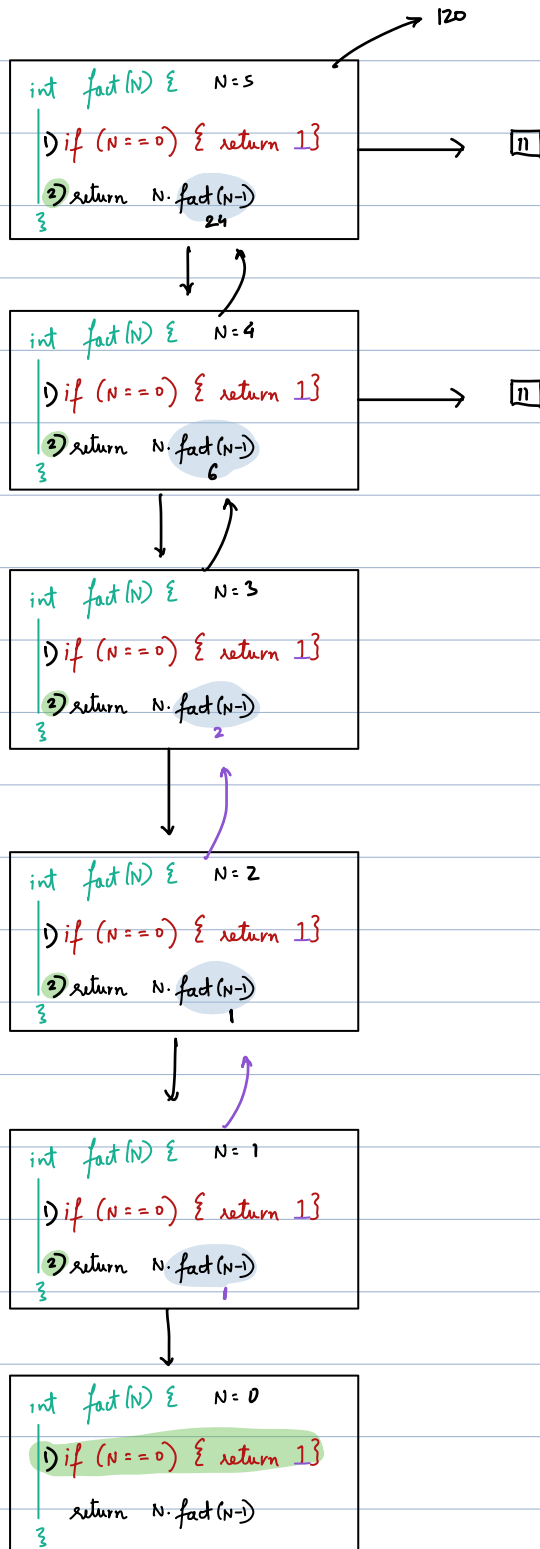 120
int fact(N) { N=5
1) if (N==0) { return 1}
2) return N.fact(N-1)
24
}
int fact(N) { N=4
1) if (N==0) { return 1}
2) return N.fact(N-1)
6
}
int fact(N) { N=3
1) if (N==0) { return 1}
2) return N.fact(N-1)
2
}
int fact(N) { N=2
1) if (N==0) { return 1}
2) return N.fact(N-1)
1
}
int fact(N) { N=1
1) if (N==0) { return 1}
2) return N.fact(N-1)
1
}
int fact(N) { N=0
1) if (N==0) { return 1}
return N.fact(N-1)
}